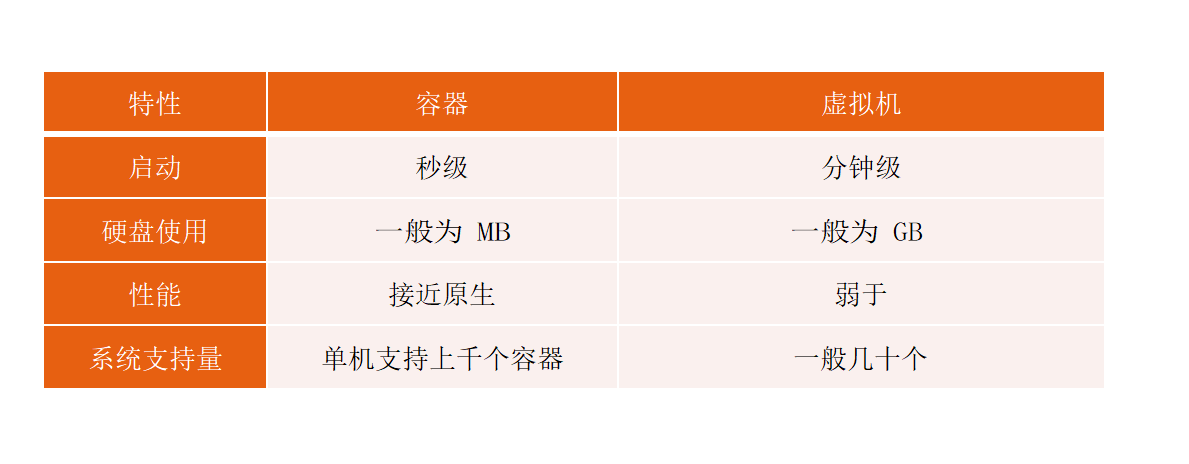 特性 容器 虚拟机
启动 秒级 分钟级
硬盘使用 一般为 MB 一般为 GB
性能 接近原生 弱于
系统支持量 单机支持上千个容器 一般几十个